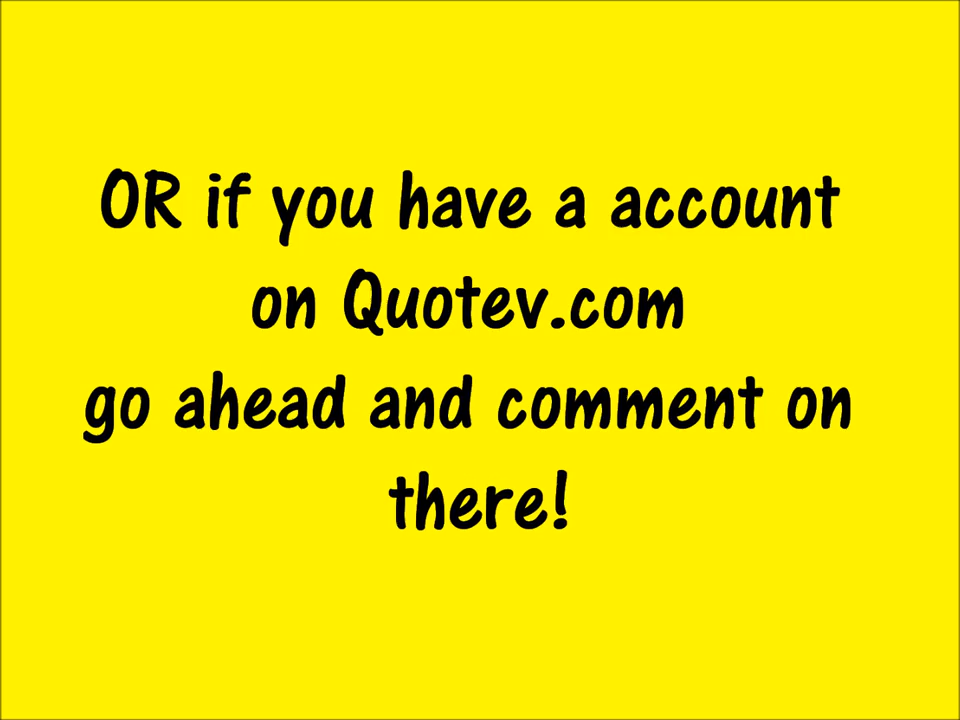 OR if you have a account
on Quotev.com
go ahead and comment on
there!